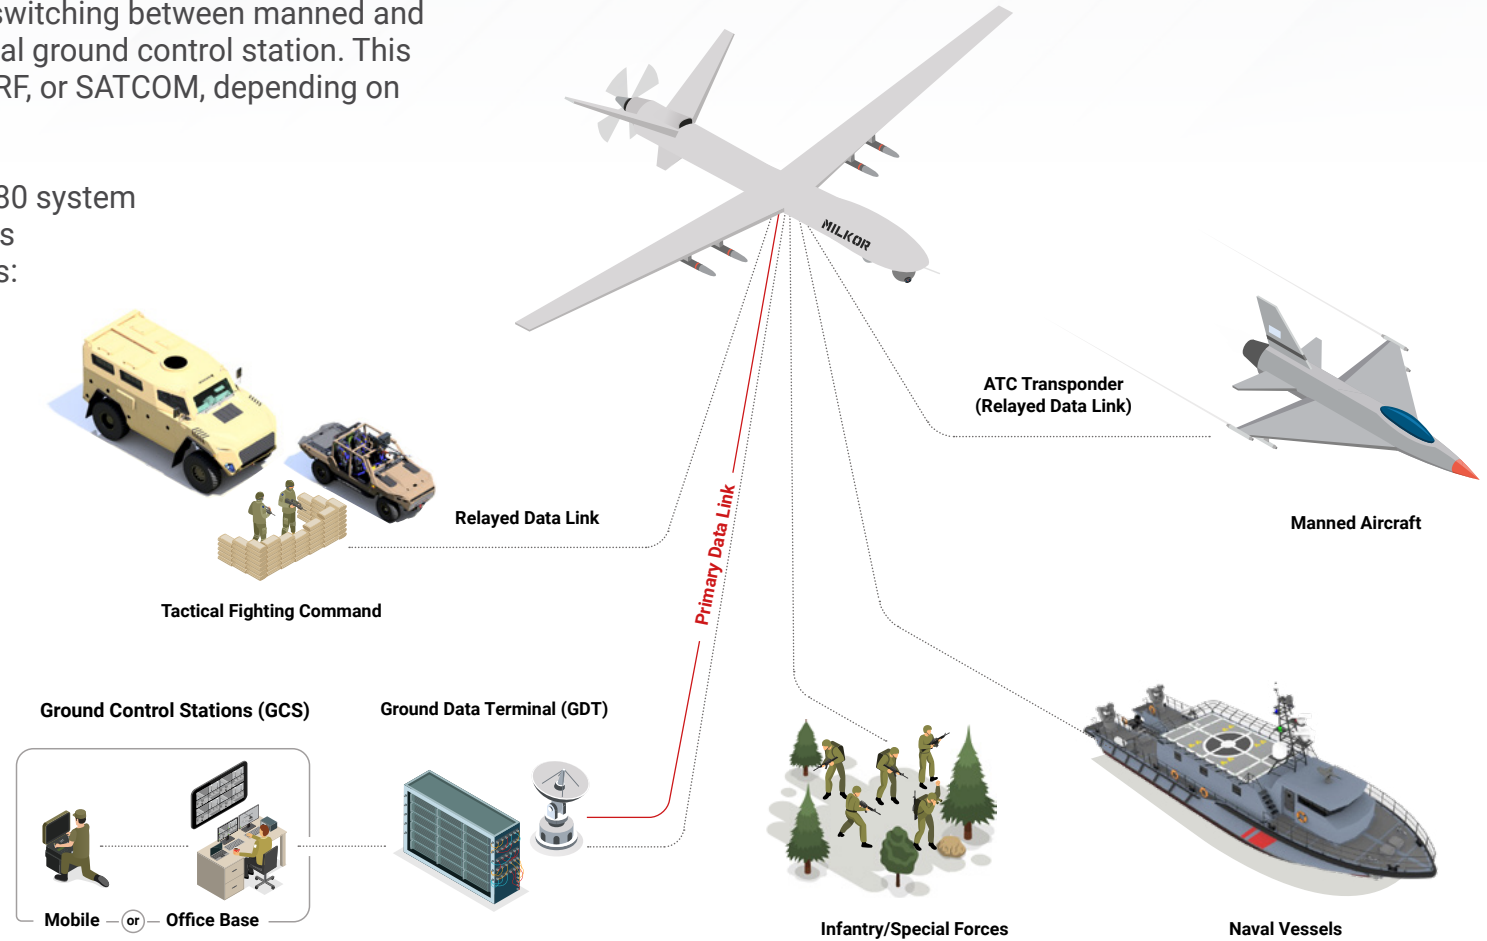 switching between manned and
al ground control station. This
RF, or SATCOM, depending on
80 system
s
s:
MILKOR
ATC Transponder
(Relayed Data Link)
Manned Aircraft
Relayed Data Link
Primary Data Link
Tactical Fighting Command
Ground Control Stations (GCS)
Ground Data Terminal (GDT)
Mobile or Office Base
Infantry/Special Forces
Naval Vessels